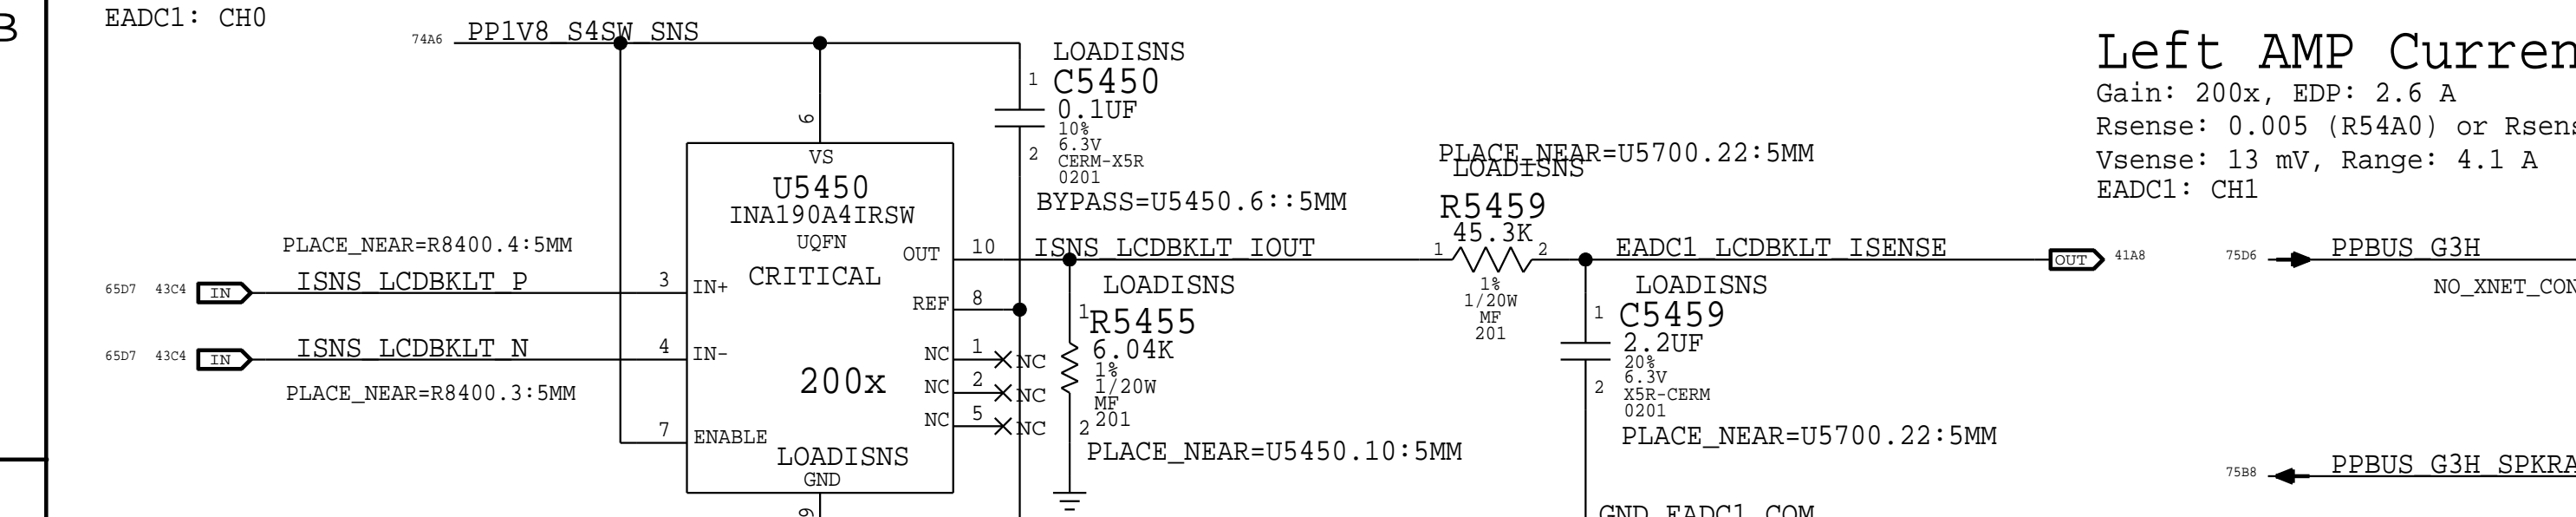 B
EADC1: CH0
74A6 PP1V8_S4SW_SNS
LOADISNS
1 C5450
0.1UF
10%
6.3V
2 CERM-X5R
0201
BYPASS=U5450.6::5MM
6
VS
U5450
INA190A4IRSW
UQFN
CRITICAL
200x
LOADISNS
GND
9
PLACE_NEAR=R8400.4:5MM
65D7 43C4 IN ISNS_LCDBKLT_P 3 IN+
65D7 43C4 IN ISNS_LCDBKLT_N 4 IN-
PLACE_NEAR=R8400.3:5MM
7 ENABLE
OUT 10 ISNS_LCDBKLT_IOUT
REF 8
NC 1 NC
NC 2 NC
NC 5 NC
LOADISNS
1 R5455
6.04K
1%
1/20W
MF
2 201
PLACE_NEAR=U5450.10:5MM
PLACE_NEAR=U5700.22:5MM
LOADISNS
R5459
45.3K
1 2
1%
1/20W
MF
201
EADC1_LCDBKLT_ISENSE OUT 41A8
LOADISNS
1 C5459
2.2UF
20%
6.3V
2 X5R-CERM
0201
PLACE_NEAR=U5700.22:5MM
GND_EADC1_COM
Left AMP Curren
Gain: 200x, EDP: 2.6 A
Rsense: 0.005 (R54A0) or Rsens
Vsense: 13 mV, Range: 4.1 A
EADC1: CH1
75D6 PPBUS_G3H
NO_XNET_CON
75B8 PPBUS_G3H_SPKRA